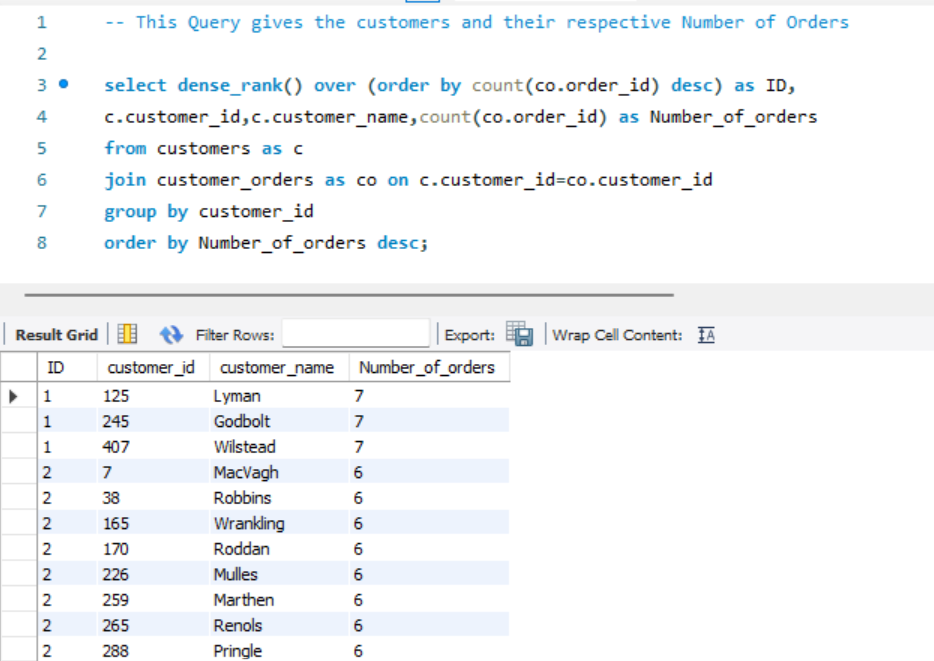 1 -- This Query gives the customers and their respective Number of Orders
2
3 select dense_rank() over (order by count(co.order_id) desc) as ID,
4 c.customer_id,c.customer_name,count(co.order_id) as Number_of_orders
5 from customers as c
6 join customer_orders as co on c.customer_id=co.customer_id
7 group by customer_id
8 order by Number_of_orders desc;
Result Grid Filter Rows: Export: Wrap Cell Content: IA
ID customer_id customer_name Number_of_orders
1 125 Lyman 7
1 245 Godbolt 7
1 407 Wilstead 7
2 7 MacVagh 6
2 38 Robbins 6
2 165 Wrankling 6
2 170 Roddan 6
2 226 Mulles 6
2 259 Marthen 6
2 265 Renols 6
2 288 Pringle 6